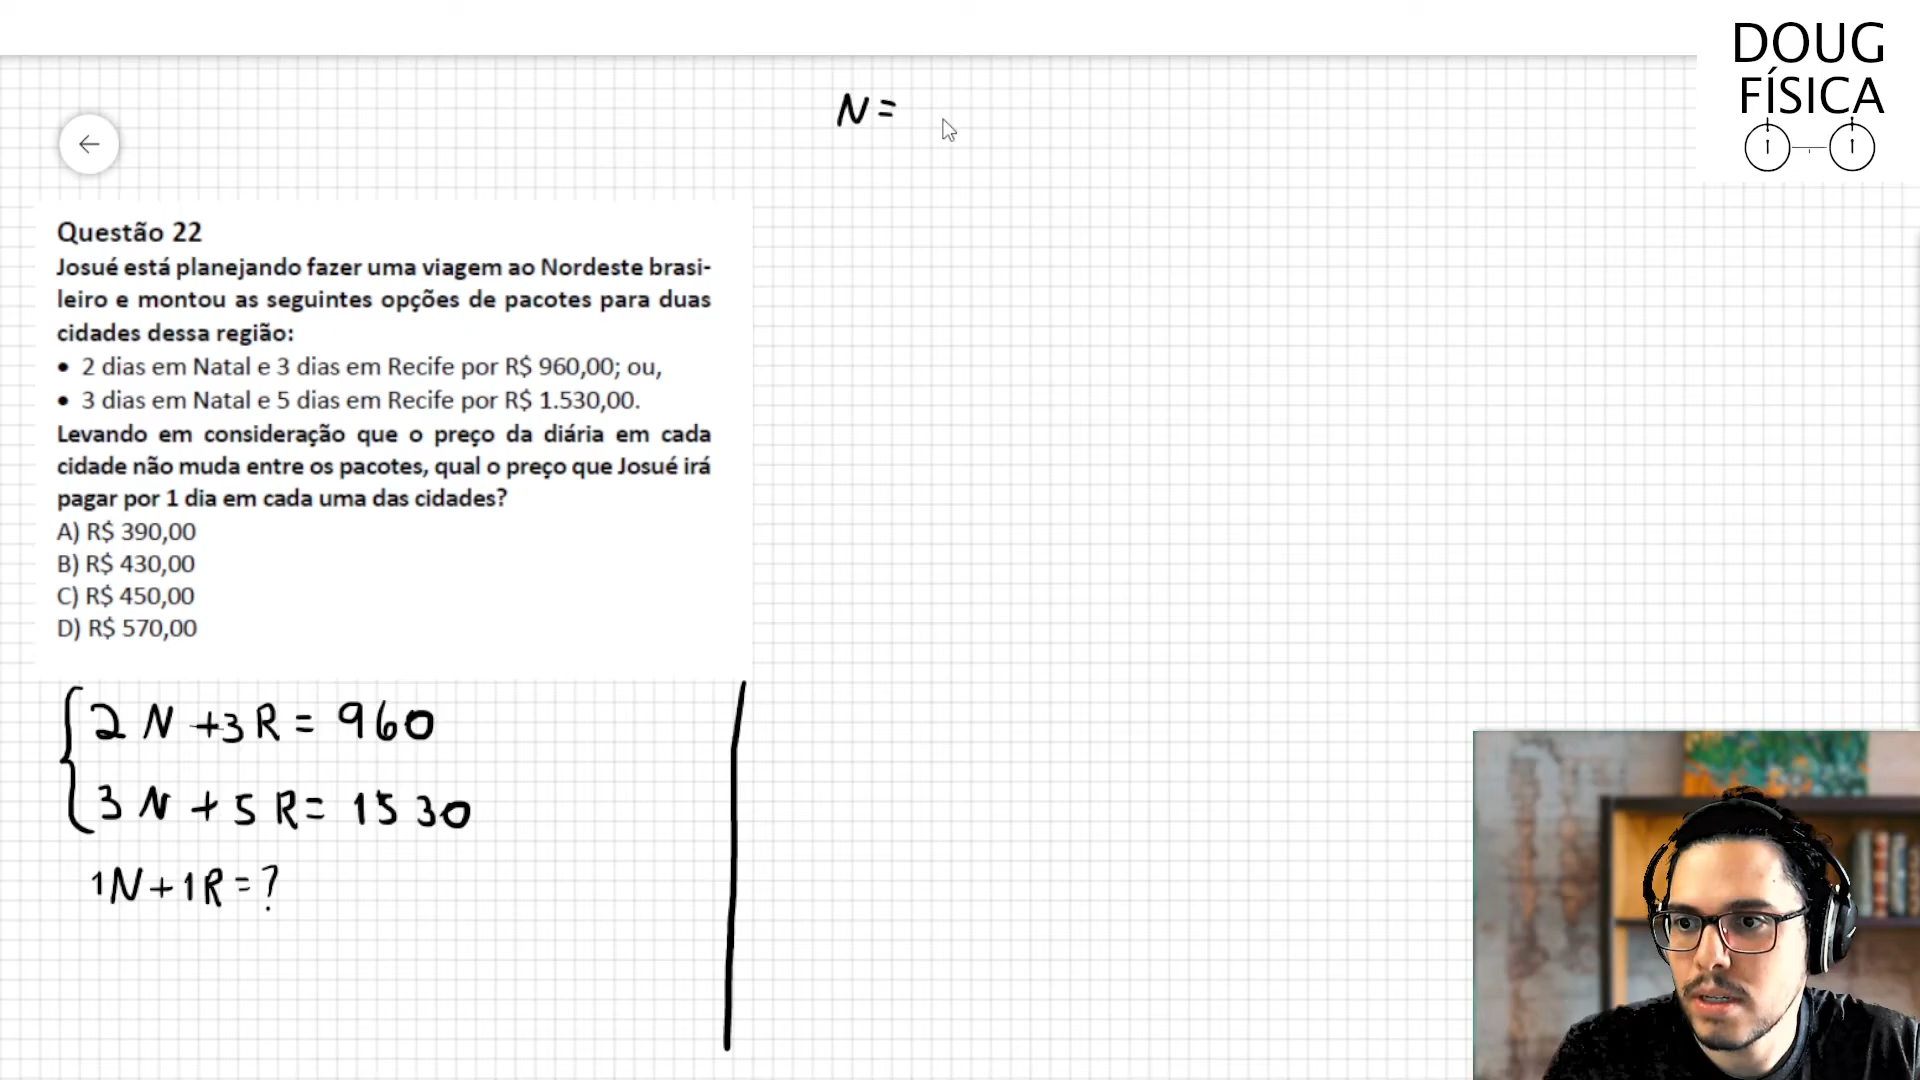 DOUG
FÍSICA
N =
Questão 22
Josué está planejando fazer uma viagem ao Nordeste brasi-
leiro e montou as seguintes opções de pacotes para duas
cidades dessa região:
• 2 dias em Natal e 3 dias em Recife por R$ 960,00; ou,
• 3 dias em Natal e 5 dias em Recife por R$ 1.530,00.
Levando em consideração que o preço da diária em cada
cidade não muda entre os pacotes, qual o preço que Josué irá
pagar por 1 dia em cada uma das cidades?
A) R$ 390,00
B) R$ 430,00
C) R$ 450,00
D) R$ 570,00
2 N + 3 R = 960
3 N + 5 R = 1530
1N + 1R = ?